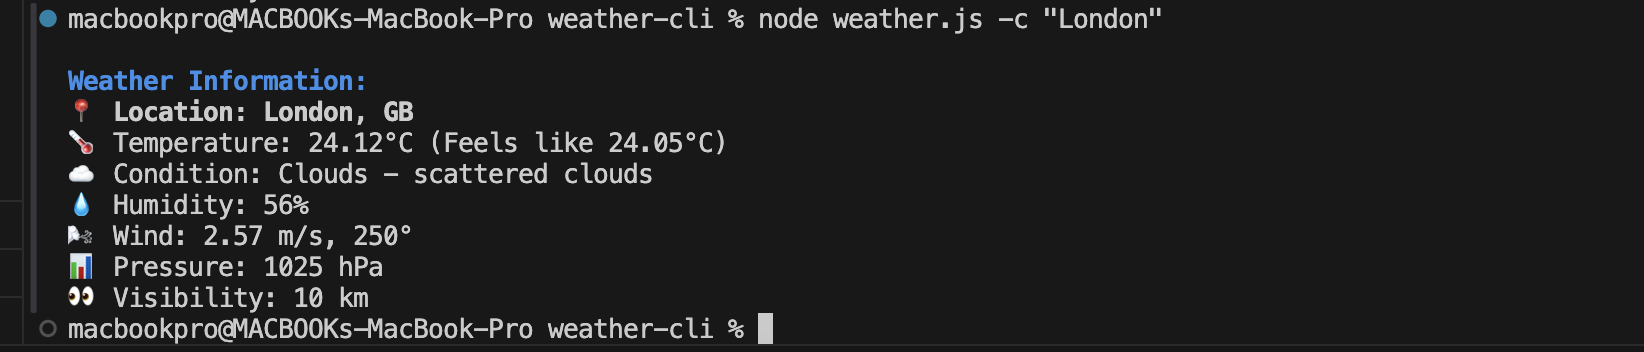 macbookpro@MACBOOKs-MacBook-Pro weather-cli % node weather.js -c "London"
Weather Information:
📍 Location: London, GB
🌡️ Temperature: 24.12°C (Feels like 24.05°C)
☁️ Condition: Clouds - scattered clouds
💧 Humidity: 56%
🌬️ Wind: 2.57 m/s, 250°
📊 Pressure: 1025 hPa
👀 Visibility: 10 km
macbookpro@MACBOOKs-MacBook-Pro weather-cli %